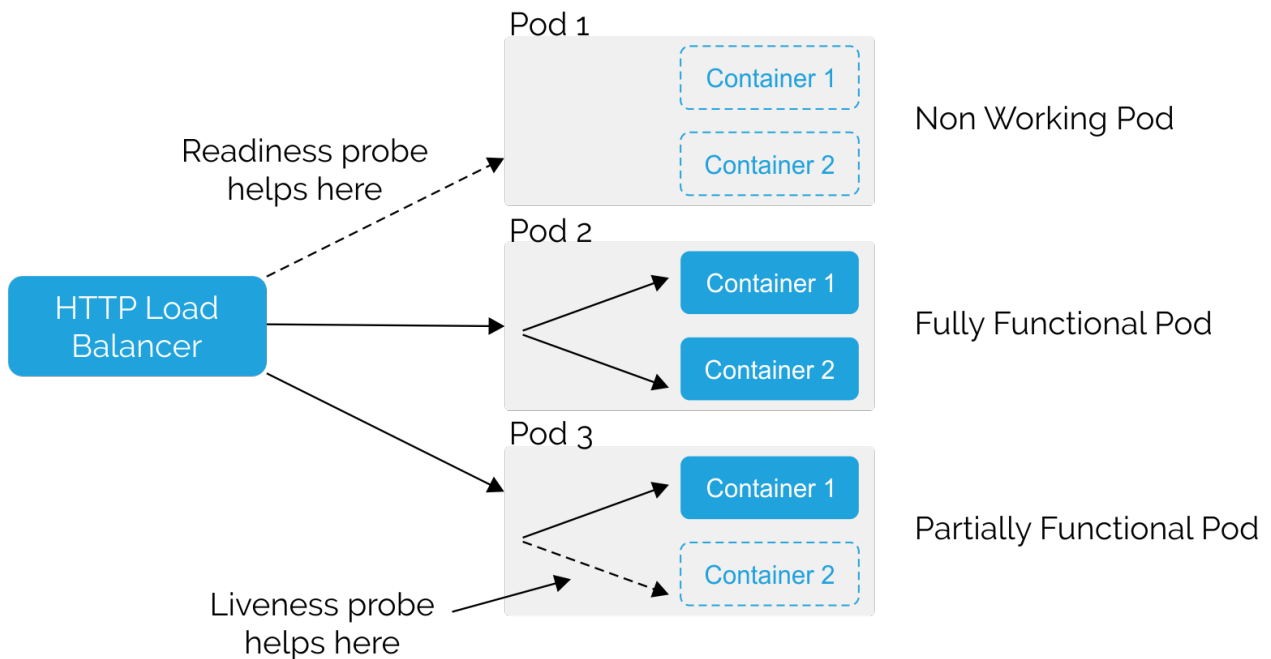 Pod 1
Container 1
Container 2
Non Working Pod
Readiness probe
helps here
Pod 2
Container 1
Container 2
Fully Functional Pod
HTTP Load
Balancer
Pod 3
Container 1
Container 2
Partially Functional Pod
Liveness probe
helps here